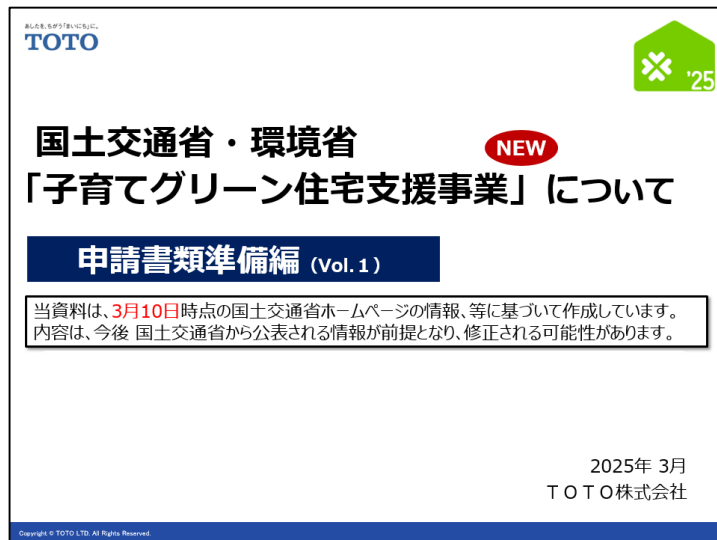 あしたを、ちがう「まいにち」に。
TOTO
'25
国土交通省・環境省
NEW
「子育てグリーン住宅支援事業」について
申請書類準備編（Vol.１）
当資料は、3月10日時点の国土交通省ホームページの情報、等に基づいて作成しています。
内容は、今後 国土交通省から公表される情報が前提となり、修正される可能性があります。
2025年 3月
ＴＯＴＯ株式会社
Copyright © TOTO LTD. All Rights Reserved.